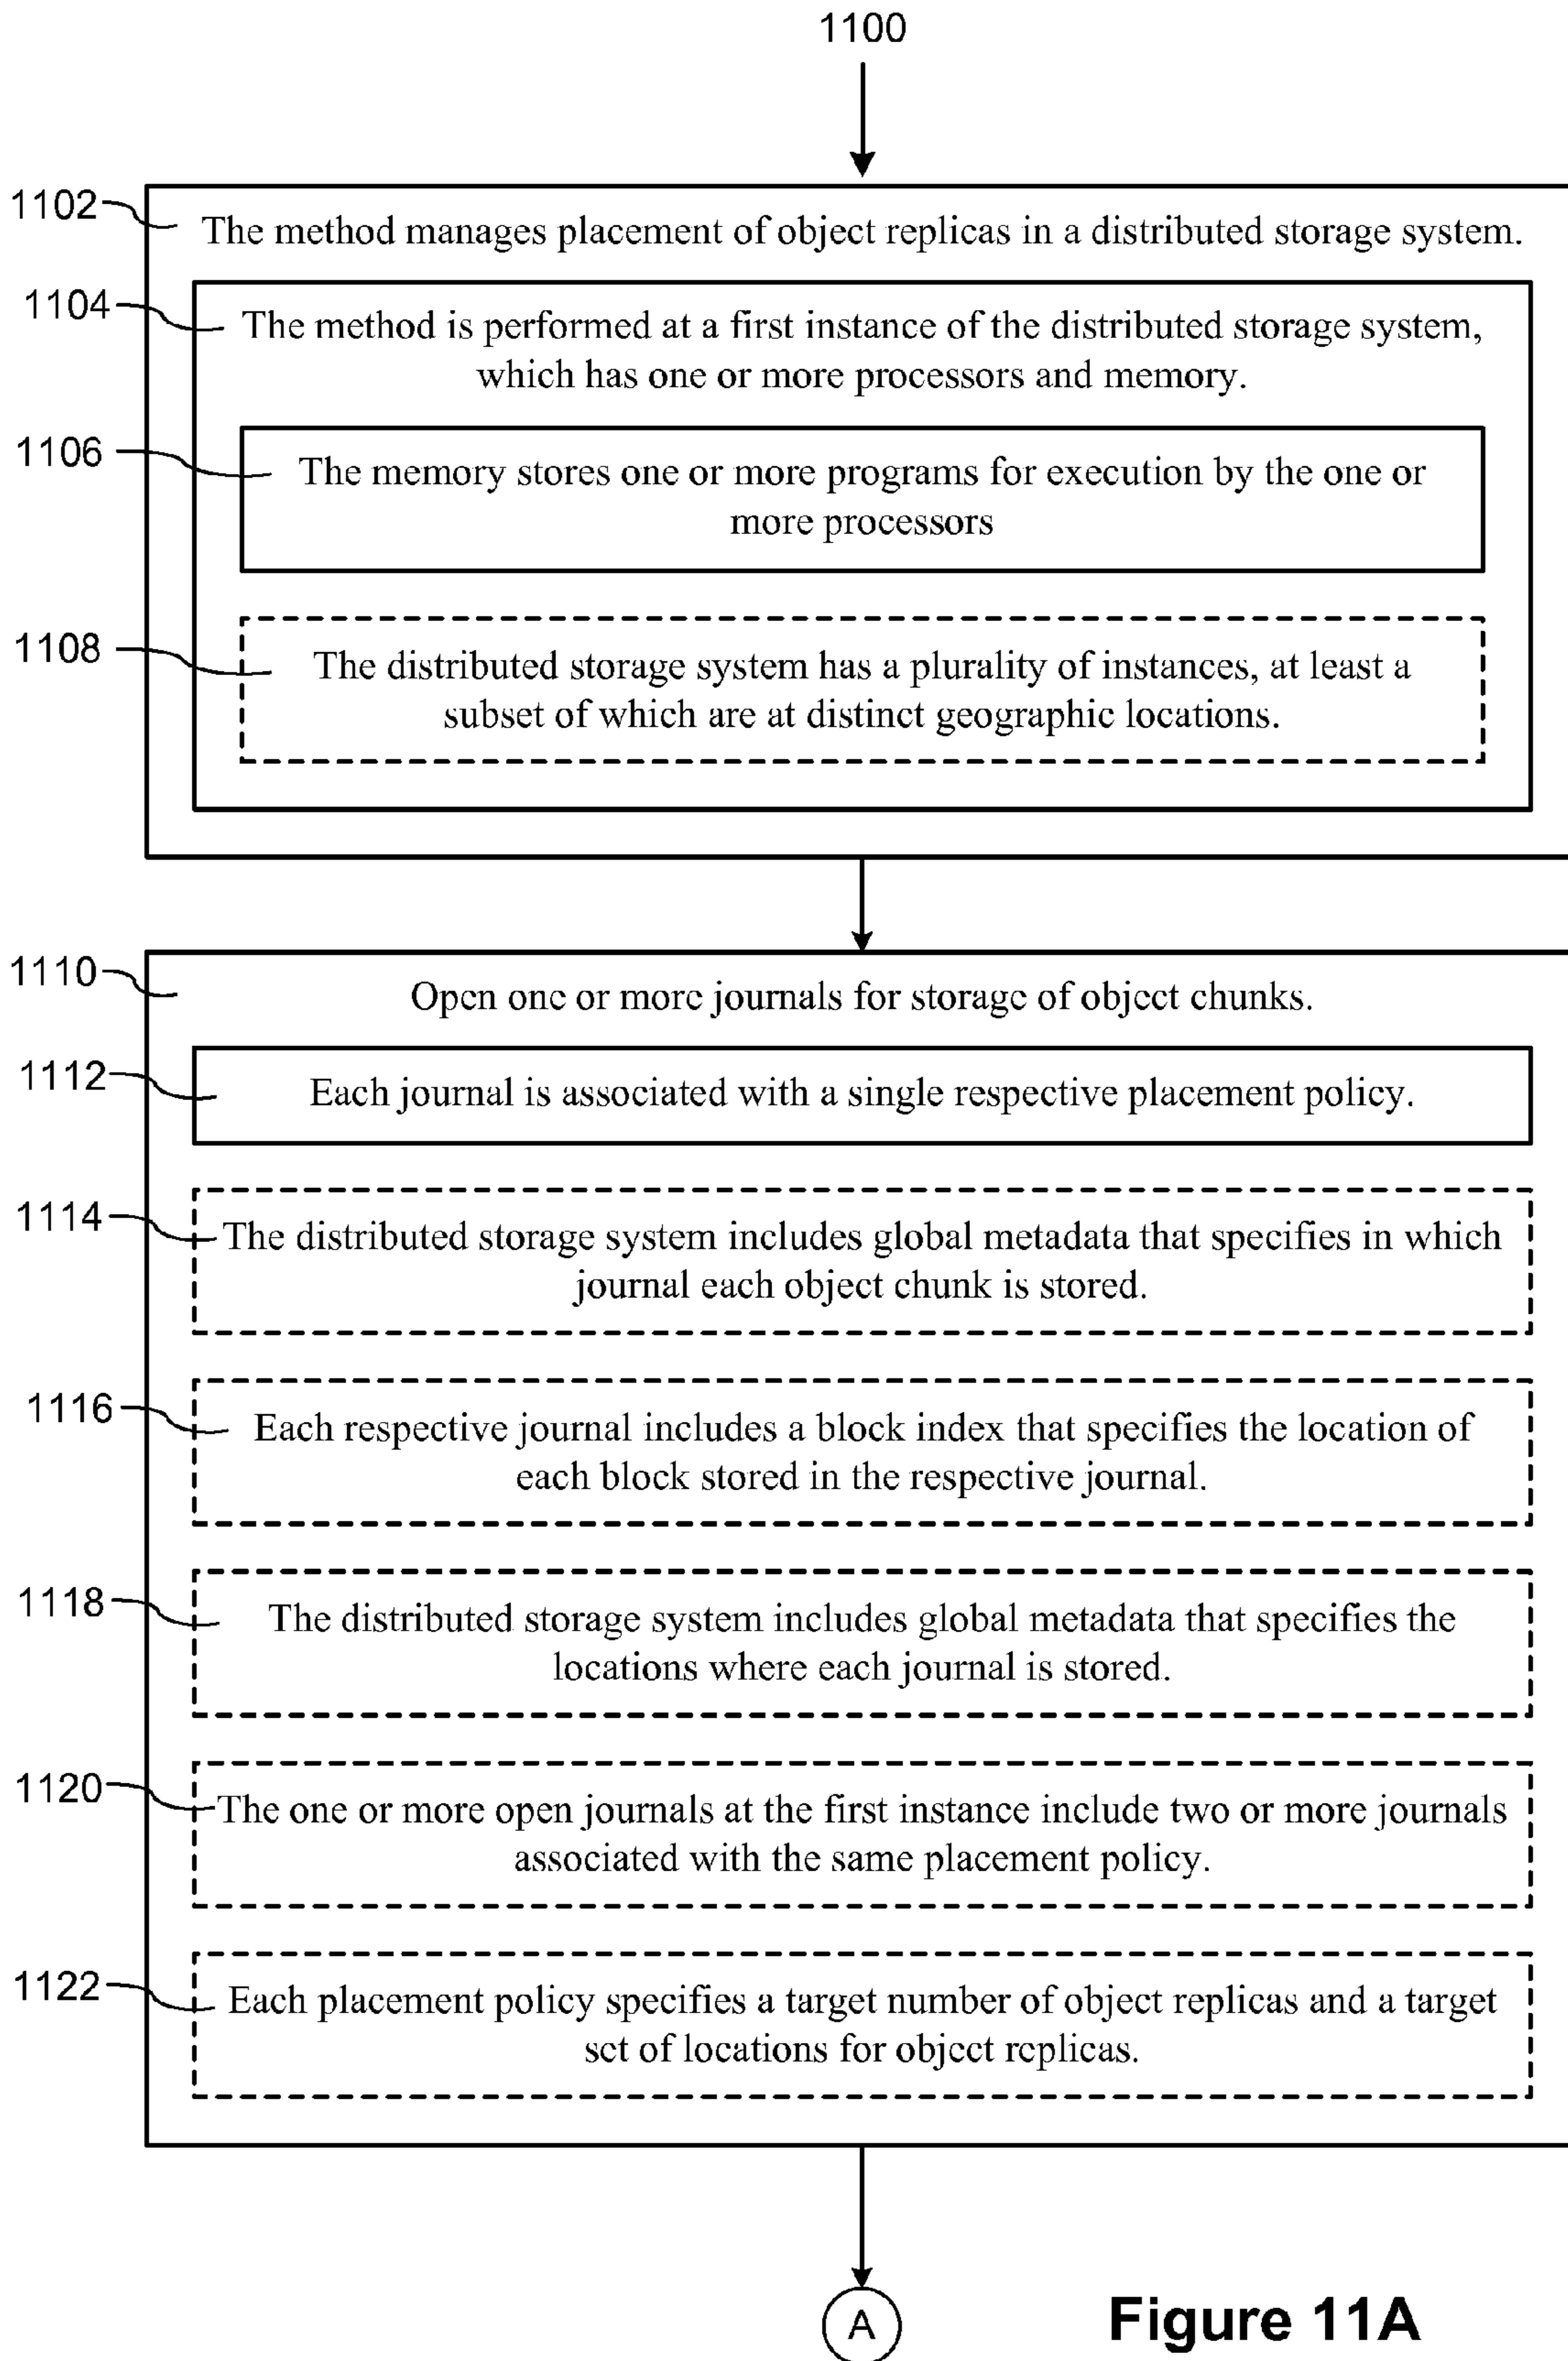 1100
1102
The method manages placement of object replicas in a distributed storage system.
1104
The method is performed at a first instance of the distributed storage system,
which has one or more processors and memory.
1106
The memory stores one or more programs for execution by the one or
more processors
1108
The distributed storage system has a plurality of instances, at least a
subset of which are at distinct geographic locations.
1110
Open one or more journals for storage of object chunks.
1112
Each journal is associated with a single respective placement policy.
1114
The distributed storage system includes global metadata that specifies in which
journal each object chunk is stored.
1116
Each respective journal includes a block index that specifies the location of
each block stored in the respective journal.
1118
The distributed storage system includes global metadata that specifies the
locations where each journal is stored.
1120
The one or more open journals at the first instance include two or more journals
associated with the same placement policy.
1122
Each placement policy specifies a target number of object replicas and a target
set of locations for object replicas.
A
Figure 11A